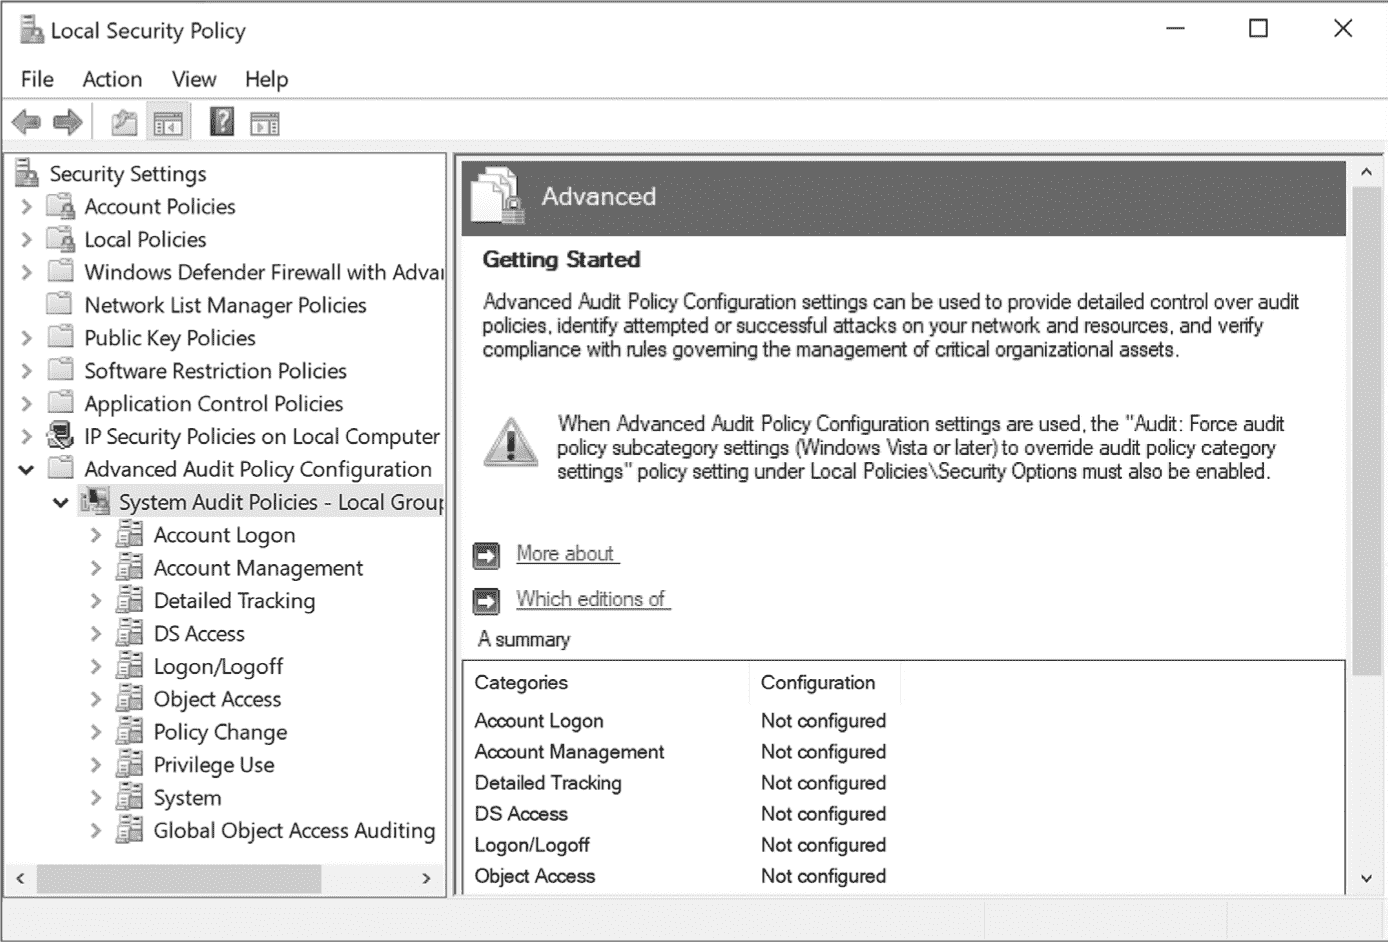 Local Security Policy
File Action View Help
Security Settings
Account Policies
Local Policies
Windows Defender Firewall with Advai
Network List Manager Policies
Public Key Policies
Software Restriction Policies
Application Control Policies
IP Security Policies on Local Computer
Advanced Audit Policy Configuration
System Audit Policies - Local Group
Account Logon
Account Management
Detailed Tracking
DS Access
Logon/Logoff
Object Access
Policy Change
Privilege Use
System
Global Object Access Auditing
Advanced
Getting Started
Advanced Audit Policy Configuration settings can be used to provide detailed control over audit
policies, identify attempted or successful attacks on your network and resources, and verify
compliance with rules governing the management of critical organizational assets.
When Advanced Audit Policy Configuration settings are used, the "Audit: Force audit
policy subcategory settings (Windows Vista or later) to override audit policy category
settings" policy setting under Local Policies\Security Options must also be enabled.
More about
Which editions of
A summary
Categories Configuration
Account Logon Not configured
Account Management Not configured
Detailed Tracking Not configured
DS Access Not configured
Logon/Logoff Not configured
Object Access Not configured